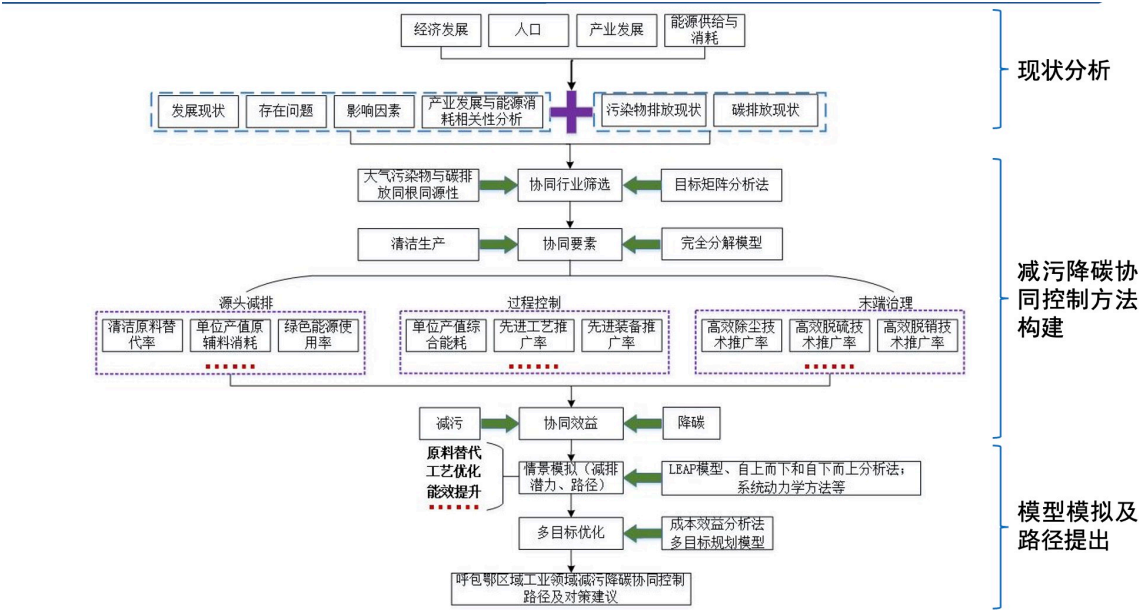 经济发展
人口
产业发展
能源供给与
消耗
现状分析
发展现状
存在问题
影响因素
产业发展与能源消
耗相关性分析
污染物排放现状
碳排放现状
大气污染物与碳排
放同根同源性
协同行业筛选
目标矩阵分析法
清洁生产
协同要素
完全分解模型
减污降碳协
同控制方法
构建
源头减排
过程控制
末端治理
清洁原料替
代率
单位产值原
辅料消耗
绿色能源使
用率
单位产值综
合能耗
先进工艺推
广率
先进装备推
广率
高效除尘技
术推广率
高效脱硫技
术推广率
高效脱销技
术推广率
减污
协同效益
降碳
原料替代
工艺优化
能效提升
情景模拟（减排
潜力、路径）
LEAP模型、自上而下和自下而上分析法；
系统动力学方法等
模型模拟及
路径提出
多目标优化
成本效益分析法
多目标规划模型
呼包鄂区域工业领域减污降碳协同控制
路径及对策建议